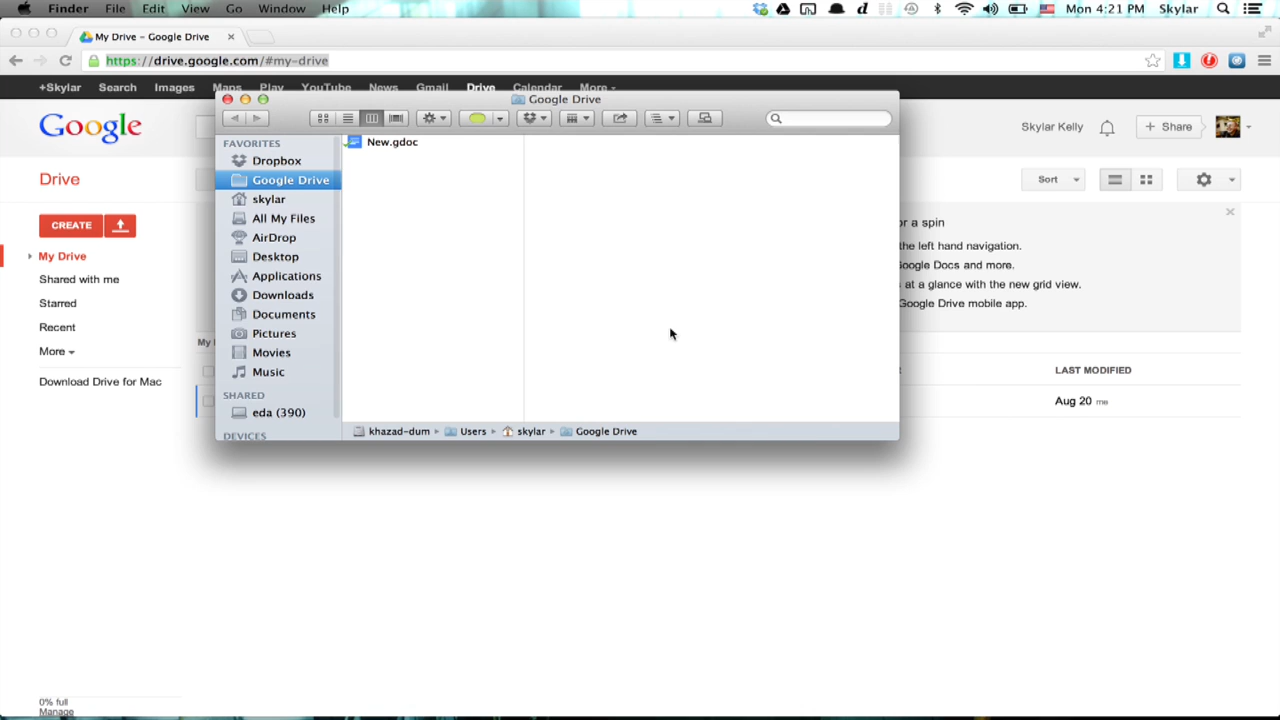 Finder File Edit View Go Window Help Mon 4:21 PM Skylar
My Drive – Google Drive
https://drive.google.com/#my-drive
+Skylar Search Images Maps Play YouTube News Gmail Drive Calendar More
Google Drive
Google
Skylar Kelly
+ Share
Drive
Sort
CREATE
My Drive
Shared with me
Starred
Recent
More
Download Drive for Mac
0% full
Manage
FAVORITES
Dropbox
Google Drive
skylar
All My Files
AirDrop
Desktop
Applications
Downloads
Documents
Pictures
Movies
Music
SHARED
eda (390)
DEVICES
New.gdoc
khazad-dum Users skylar Google Drive
or a spin
the left hand navigation.
Google Docs and more.
s at a glance with the new grid view.
Google Drive mobile app.
LAST MODIFIED
Aug 20 me